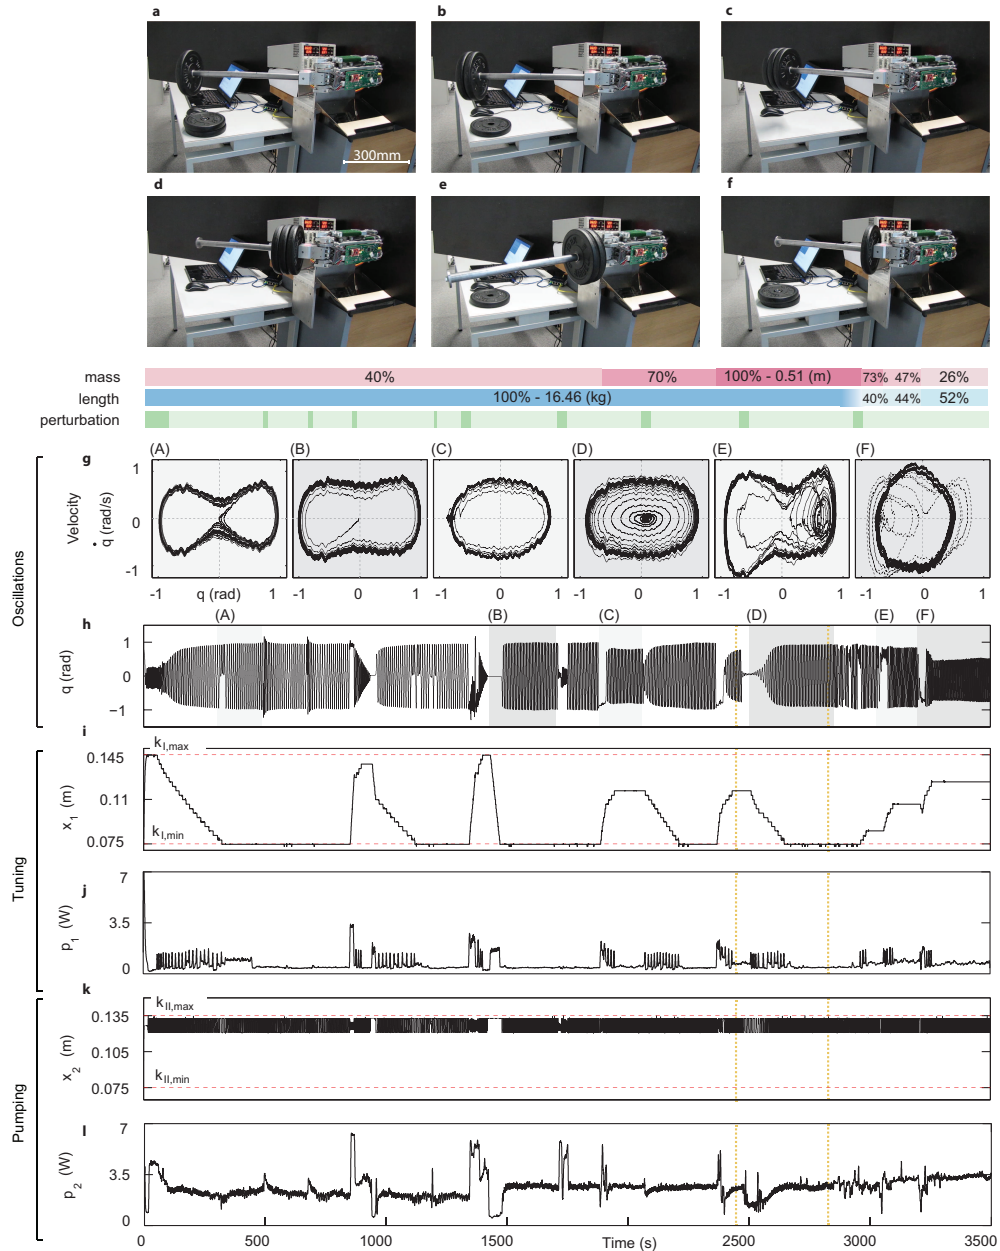 a
b
c
300mm
d
e
f
mass 40% 70% 100% - 0.51 (m) 73% 47% 26%
length 100% - 16.46 (kg) 40% 44% 52%
perturbation
g (A) (B) (C) (D) (E) (F)
Oscillations
Velocity
q (rad/s)
1
0
-1
-1 q (rad) 1 -1 0 1 -1 0 1 -1 0 1 -1 0 1 -1 0 1
h (A) (B) (C) (D) (E) (F)
q (rad)
1
0
-1
Tuning
i
kI,max
x1 (m)
0.145
0.11
kI,min
0.075
j
p1 (W)
7
3.5
0
Pumping
k
kII,max
x2 (m)
0.135
0.105
kII,min
0.075
l
p2 (W)
7
3.5
0
500 1000 1500 Time (s) 2500 3000 3500